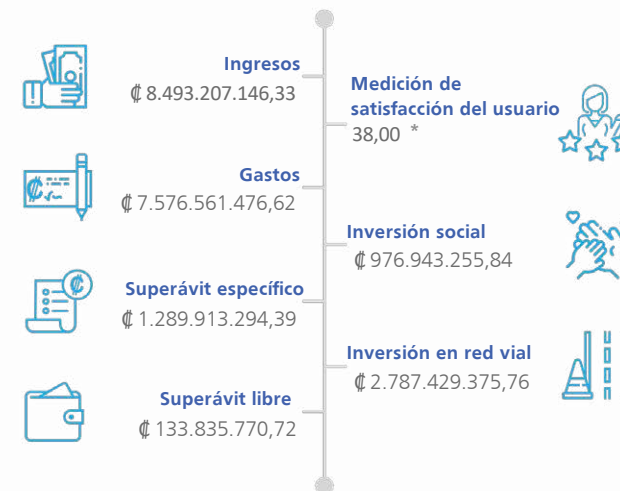 Ingresos
₡ 8.493.207.146,33
Gastos
₡ 7.576.561.476,62
Superávit específico
₡ 1.289.913.294,39
Superávit libre
₡ 133.835.770,72
Medición de
satisfacción del usuario
38,00 *
Inversión social
₡ 976.943.255,84
Inversión en red vial
₡ 2.787.429.375,76